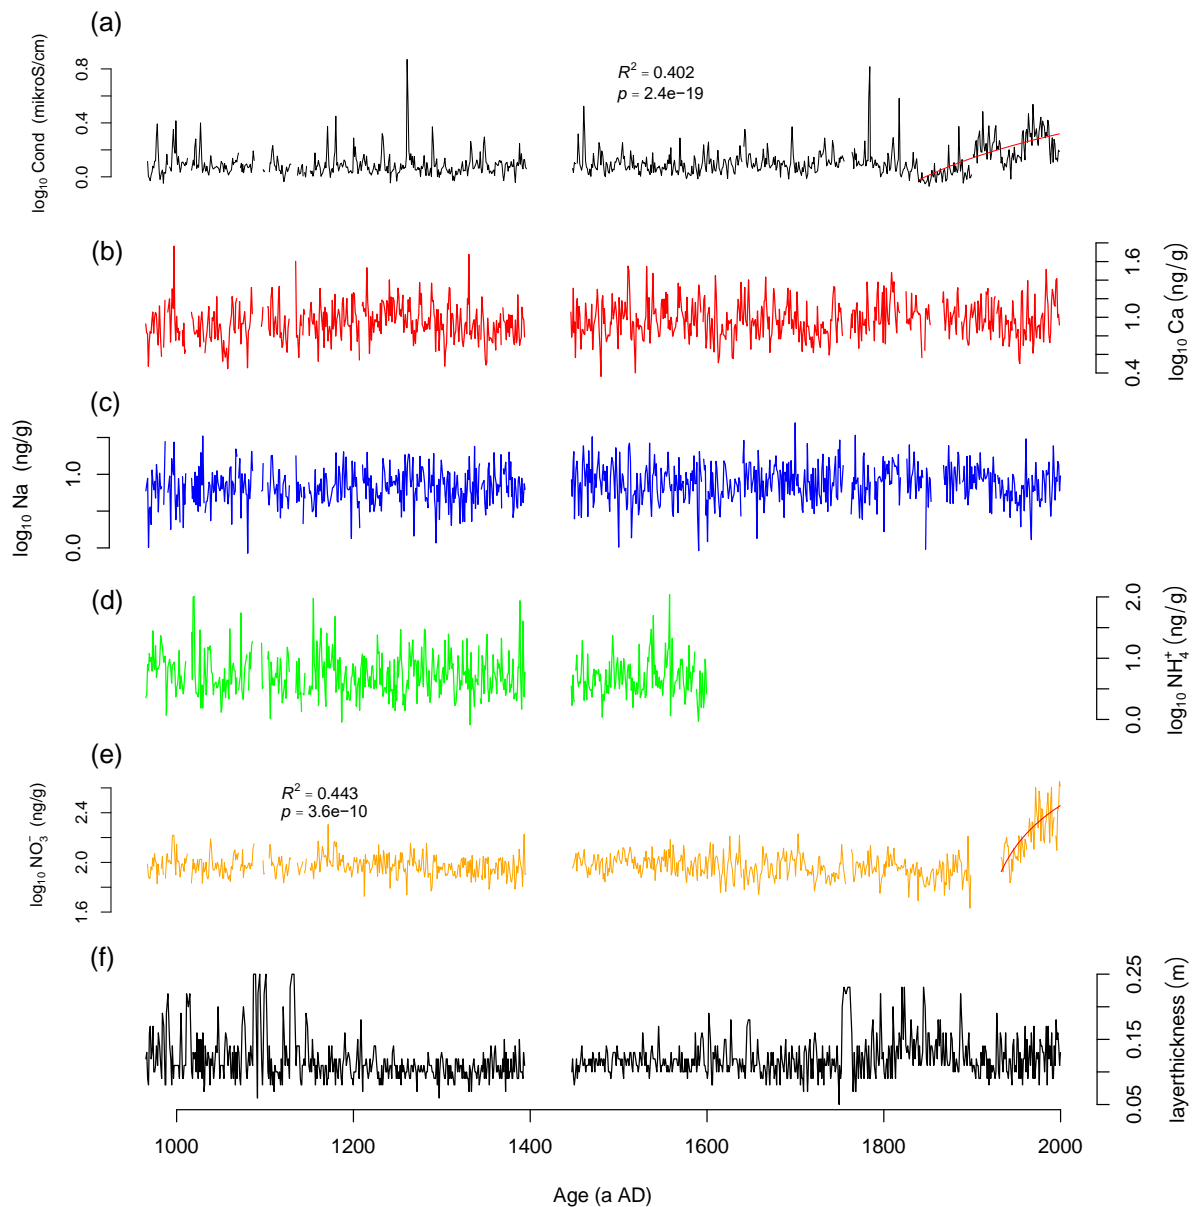 (a)
log₁₀ Cond (mikroS/cm)
0.0 0.4 0.8
R² = 0.402
p = 2.4e−19
(b)
log₁₀ Ca (ng/g)
0.4 1.0 1.6
(c)
log₁₀ Na (ng/g)
0.0 1.0
(d)
log₁₀ NH₄⁺ (ng/g)
0.0 1.0 2.0
(e)
log₁₀ NO₃⁻ (ng/g)
1.6 2.0 2.4
R² = 0.443
p = 3.6e−10
(f)
layerthickness (m)
0.05 0.15 0.25
1000 1200 1400 1600 1800 2000
Age (a AD)